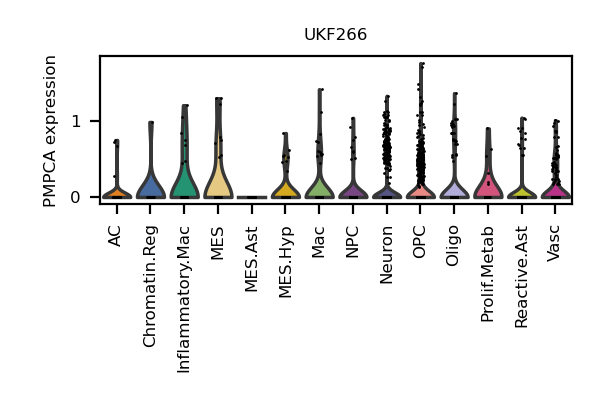 UKF266
PMPCA expression
1
0
AC
Chromatin.Reg
Inflammatory.Mac
MES
MES.Ast
MES.Hyp
Mac
NPC
Neuron
OPC
Oligo
Prolif.Metab
Reactive.Ast
Vasc